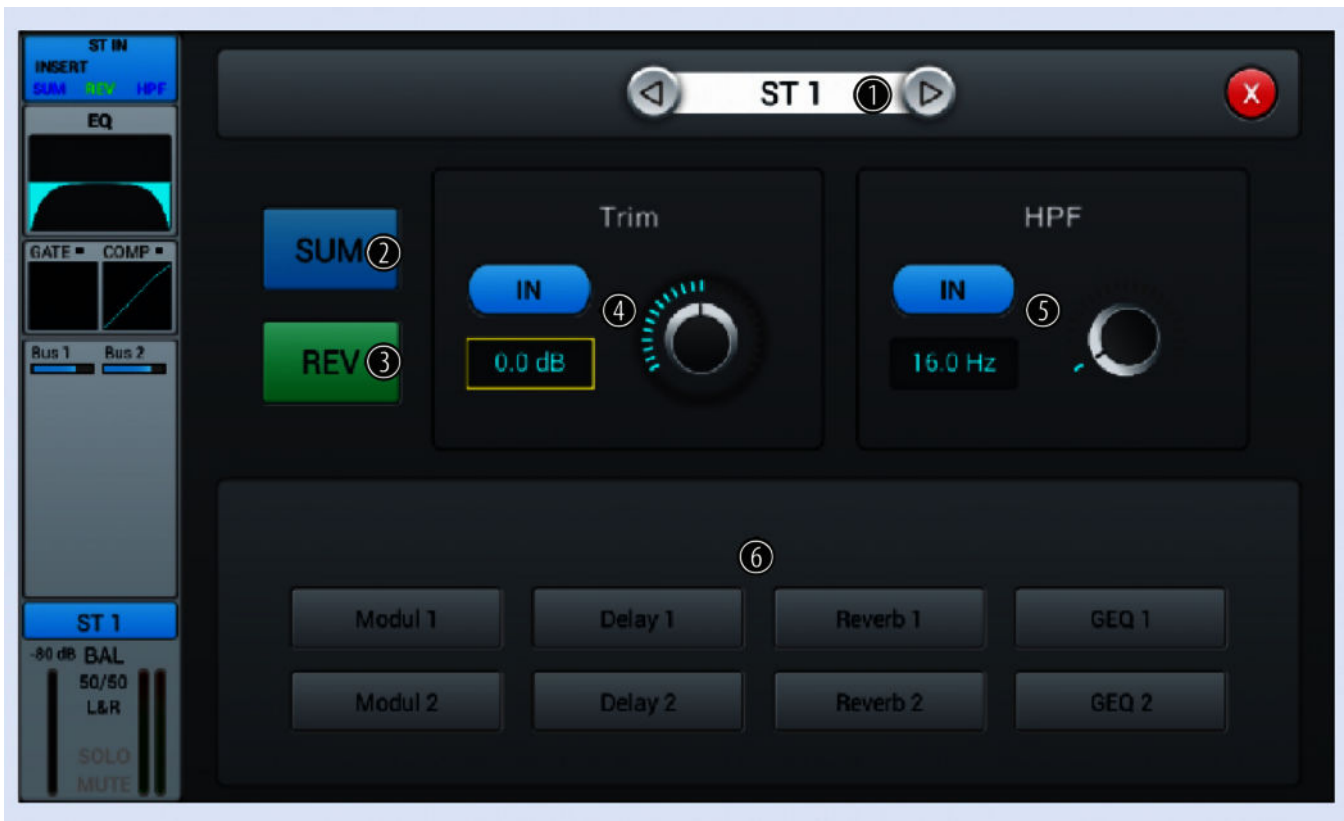 ST IN
INSERT
SUM REV HPF
EQ
GATE COMP
Bus 1 Bus 2
ST 1
-80 dB BAL
50/50
L&R
SOLO
MUTE
ST 1 ①
X
SUM ②
REV ③
Trim
IN
④
0.0 dB
HPF
IN
⑤
16.0 Hz
⑥
Modul 1 Delay 1 Reverb 1 GEQ 1
Modul 2 Delay 2 Reverb 2 GEQ 2